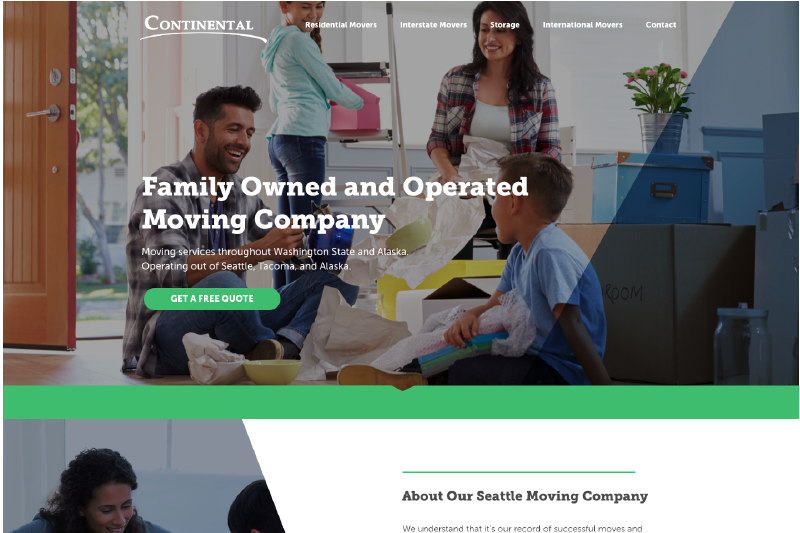 CONTINENTAL
Residential Movers
Interstate Movers
Storage
International Movers
Contact
Family Owned and Operated
Moving Company
Moving services throughout Washington State and Alaska.
Operating out of Seattle, Tacoma, and Alaska.
GET A FREE QUOTE
ROOM
About Our Seattle Moving Company
We understand that it's our record of successful moves and